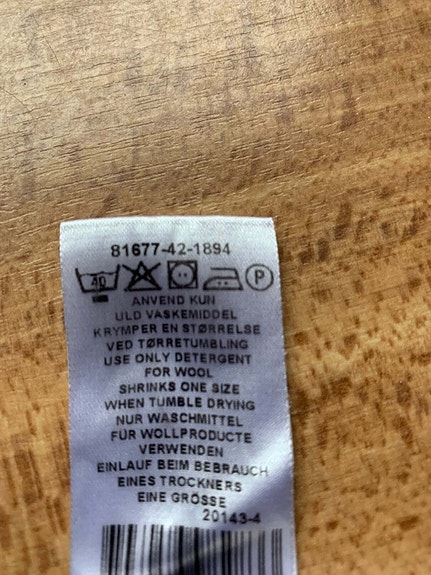 81677-42-1894
40 P
ANVEND KUN
ULD VASKEMIDDEL
KRYMPER EN STØRRELSE
VED TØRRETUMBLING
USE ONLY DETERGENT
FOR WOOL
SHRINKS ONE SIZE
WHEN TUMBLE DRYING
NUR WASCHMITTEL
FÜR WOLLPRODUCTE
VERWENDEN
EINLAUF BEIM BEBRAUCH
EINES TROCKNERS
EINE GRÖSSE
20143-4